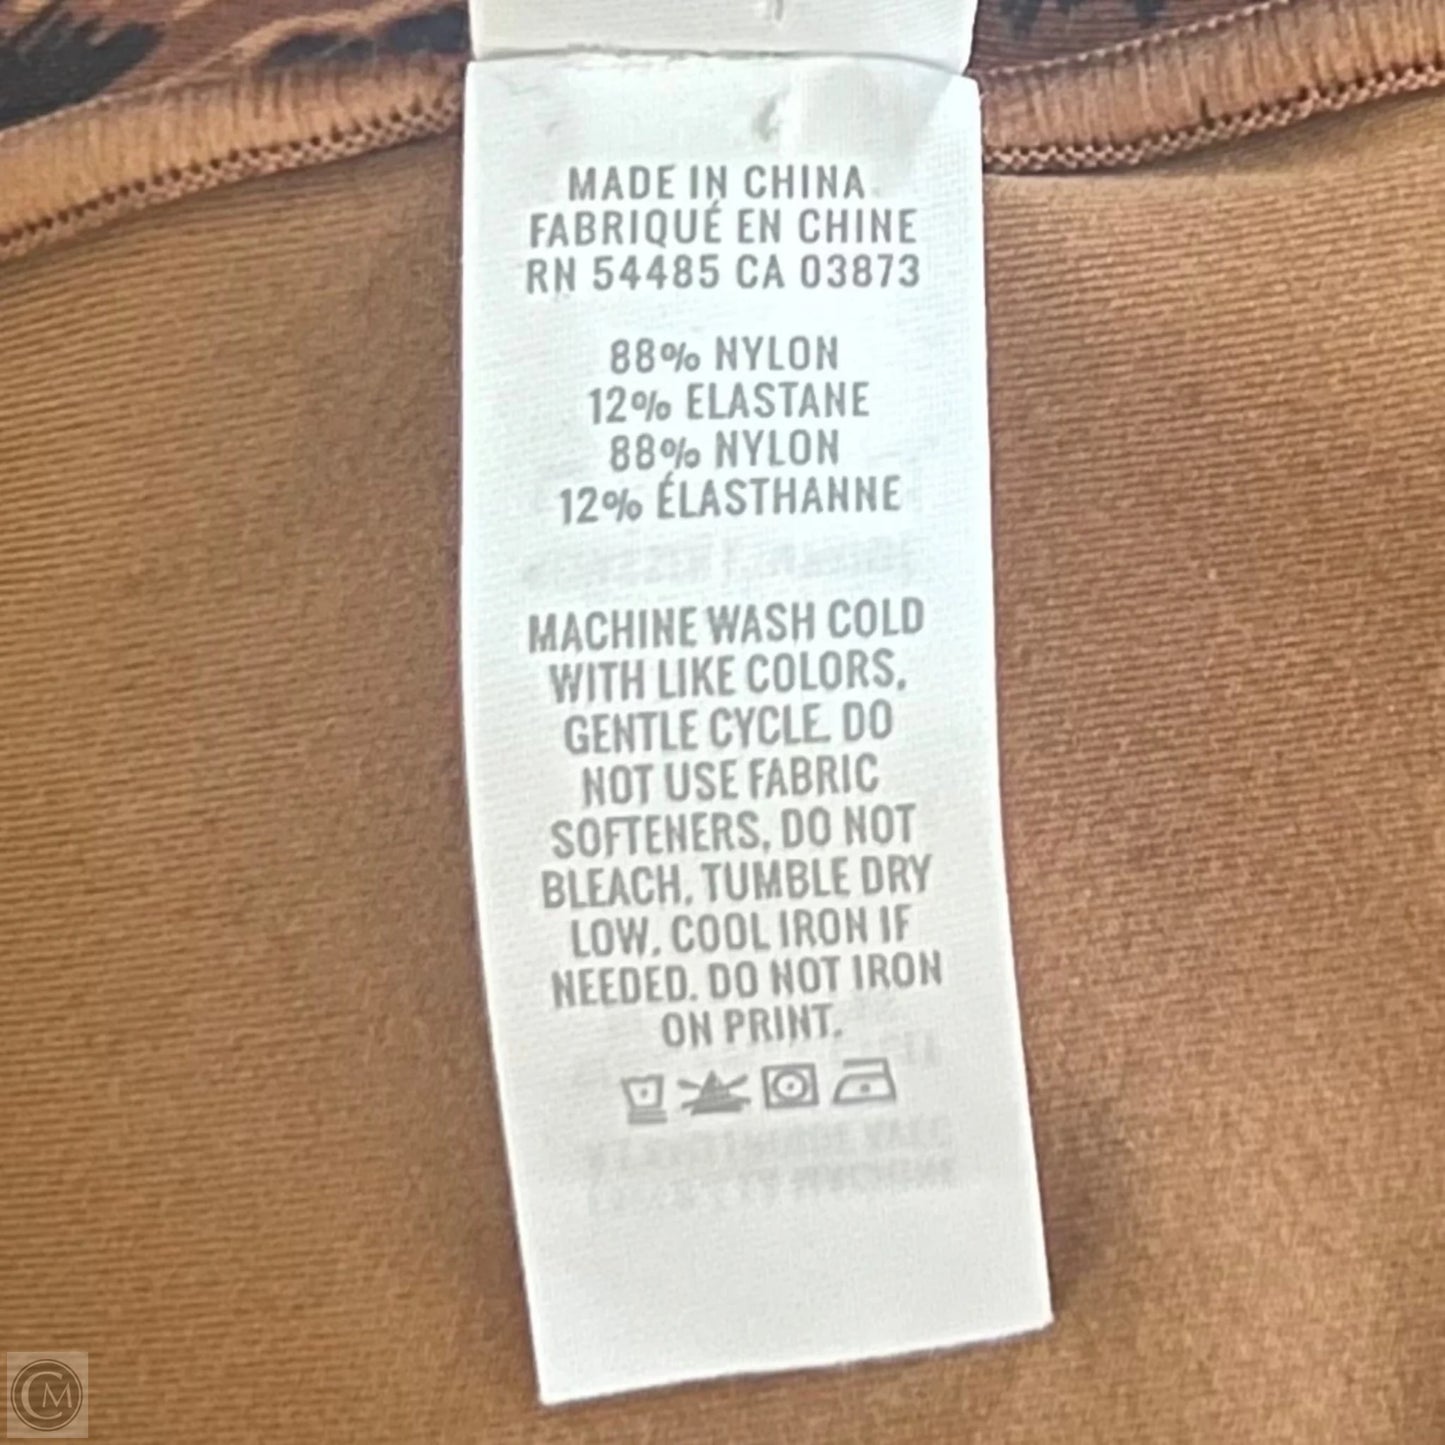 MADE IN CHINA
FABRIQUÉ EN CHINE
RN 54485 CA 03873
88% NYLON
12% ELASTANE
88% NYLON
12% ÉLASTHANNE
MACHINE WASH COLD
WITH LIKE COLORS,
GENTLE CYCLE. DO
NOT USE FABRIC
SOFTENERS, DO NOT
BLEACH, TUMBLE DRY
LOW, COOL IRON IF
NEEDED. DO NOT IRON
ON PRINT.
CM